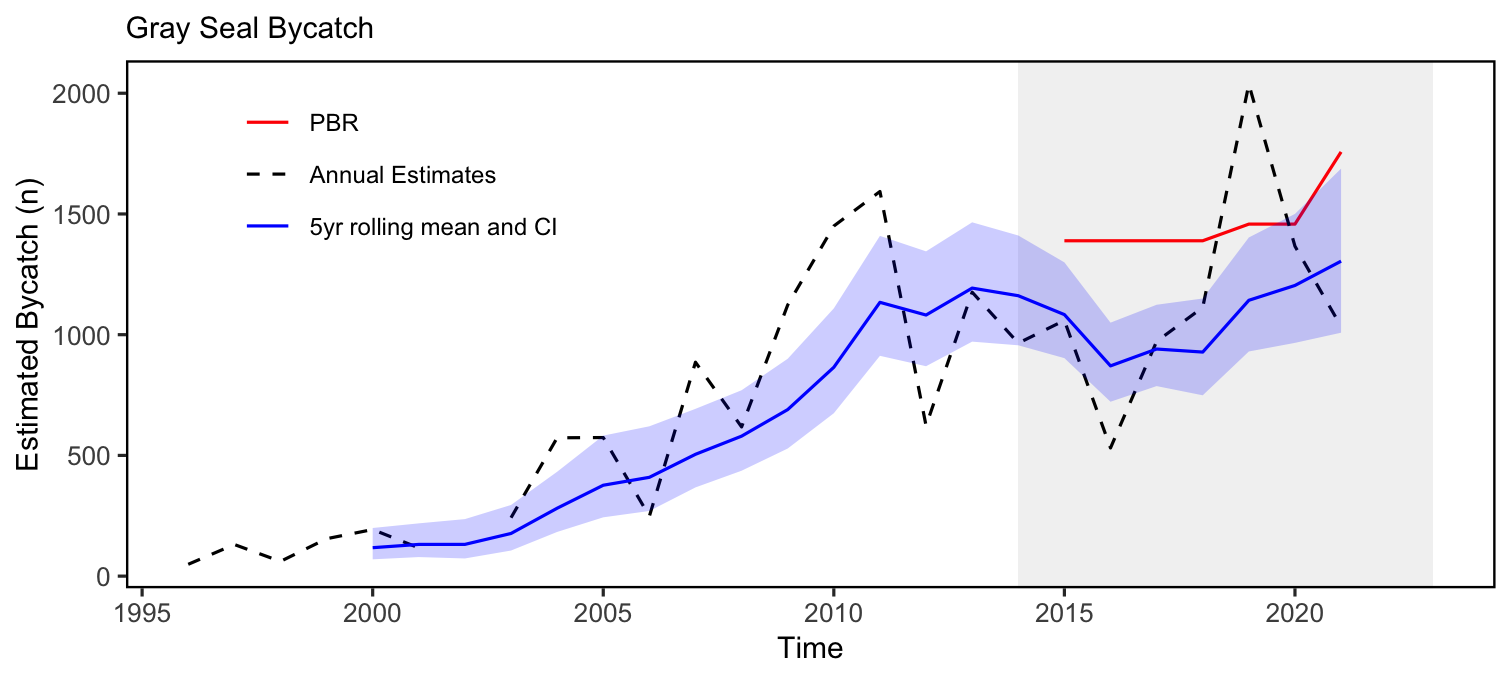 Gray Seal Bycatch
2000
1500
1000
500
0
Estimated Bycatch (n)
PBR
Annual Estimates
5yr rolling mean and CI
1995 2000 2005 2010 2015 2020
Time